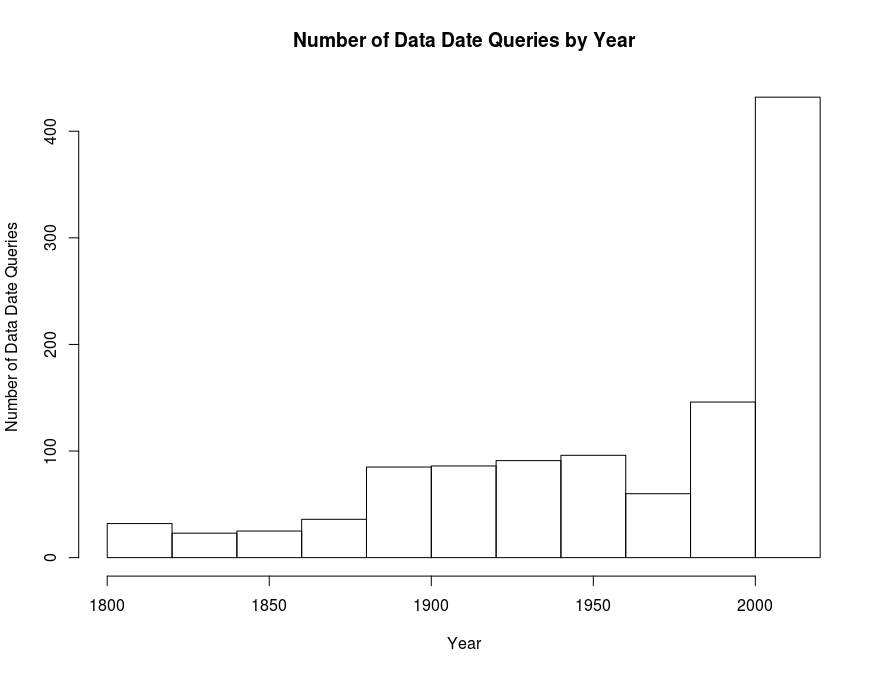 Number of Data Date Queries by Year
Number of Data Date Queries
400
300
200
100
0
1800 1850 1900 1950 2000
Year